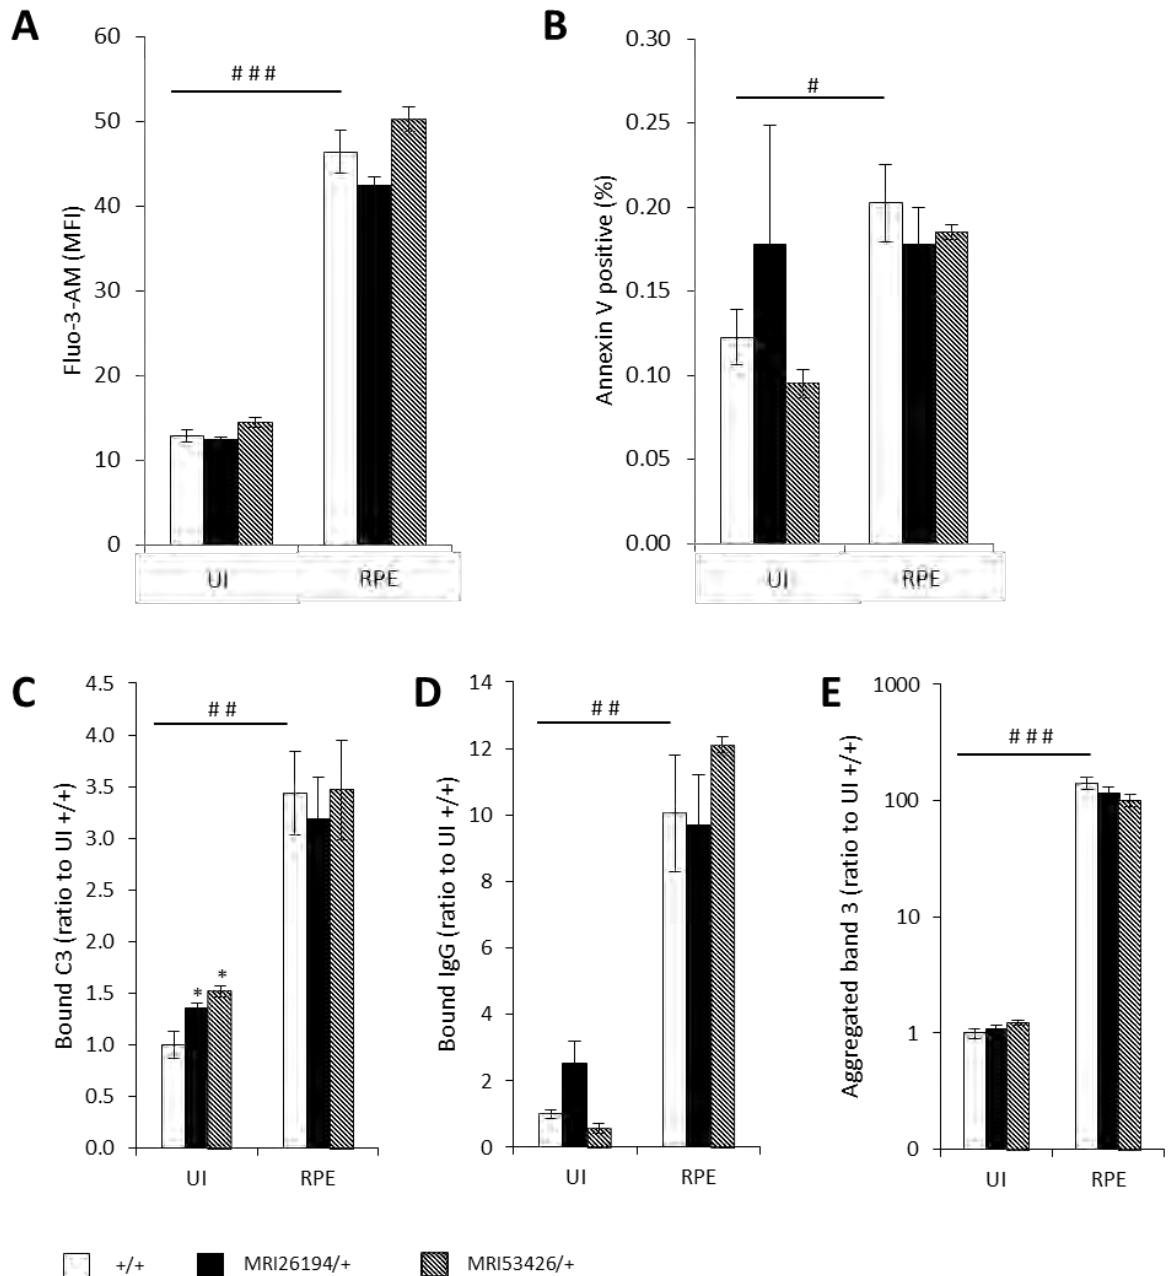 A
Fluo-3-AM (MFI)
60
50
40
30
20
10
0
# # #
UI RPE
B
Annexin V positive (%)
0.30
0.25
0.20
0.15
0.10
0.05
0.00
#
UI RPE
C
Bound C3 (ratio to UI +/+)
4.5
4.0
3.5
3.0
2.5
2.0
1.5
1.0
0.5
0.0
# #
* *
UI RPE
D
Bound IgG (ratio to UI +/+)
14
12
10
8
6
4
2
0
# #
UI RPE
E
Aggregated band 3 (ratio to UI +/+)
1000
100
10
1
0
# # #
UI RPE
+/+ MRI26194/+ MRI53426/+